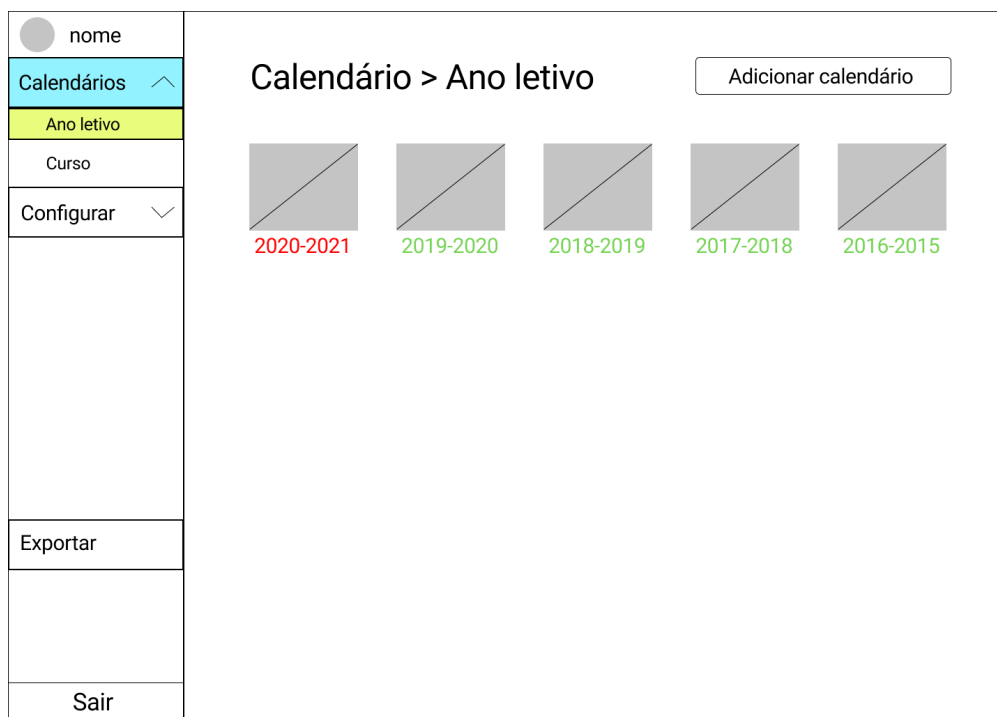 nome
Calendários
Ano letivo
Curso
Configurar
Exportar
Sair
Calendário > Ano letivo
Adicionar calendário
2020-2021
2019-2020
2018-2019
2017-2018
2016-2015